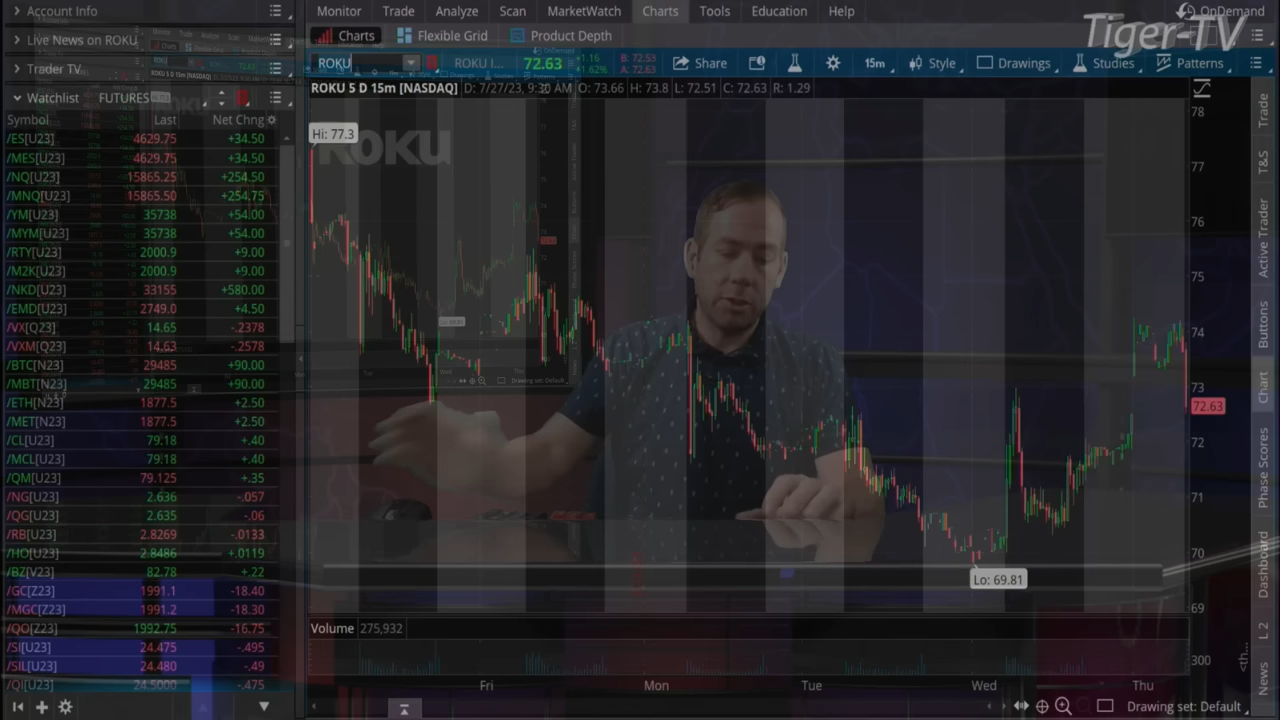 Account Info
Live News on ROKU
Trader TV
Watchlist FUTURES
Symbol Last Net Chng
/ES[U23] 4629.75 +34.50
/MES[U23] 4629.75 +34.50
/NQ[U23] 15865.25 +254.50
/MNQ[U23] 15865.50 +254.75
/YM[U23] 35738 +54.00
/MYM[U23] 35738 +54.00
/RTY[U23] 2000.9 +9.00
/M2K[U23] 2000.9 +9.00
/NKD[U23] 33155 +580.00
/EMD[U23] 2749.0 +4.50
/VX[Q23] 14.65 -.2378
/VXM[Q23] 14.63 -.2578
/BTC[N23] 29485 +90.00
/MBT[N23] 29485 +90.00
/ETH[N23] 1877.5 +2.50
/MET[N23] 1877.5 +2.50
/CL[U23] 79.18 +.40
/MCL[U23] 79.18 +.40
/QM[U23] 79.125 +.35
/NG[U23] 2.636 -.057
/QG[U23] 2.635 -.06
/RB[U23] 2.8269 -.0133
/HO[U23] 2.8486 +.0119
/BZ[V23] 82.78 +.22
/GC[Z23] 1991.1 -18.40
/MGC[Z23] 1991.2 -18.30
/QO[Z23] 1992.75 -16.75
/SI[U23] 24.475 -.495
/SIL[U23] 24.480 -.49
/QI[U23] 24.5000 -.475
Monitor Trade Analyze Scan MarketWatch Charts Tools Education Help
OnDemand
Tiger-TV
Charts Flexible Grid Product Depth
ROKU ROKU I... 72.63 +1.16 B: 72.53
+1.62% A: 72.63
Share 15m Style Drawings Studies Patterns
ROKU 5 D 15m [NASDAQ] D: 7/27/23, 9:30 AM O: 73.66 H: 73.8 L: 72.51 C: 72.63 R: 1.29
Hi: 77.3
ROKU
78
77
76
75
74
73
72.63
72
71
70
69
Lo: 69.81
Volume 275,932
300
Fri Mon Tue Wed Thu
Drawing set: Default
Trade
T&S
Active Trader
Buttons
Chart
Phase Scores
Dashboard
L 2
News